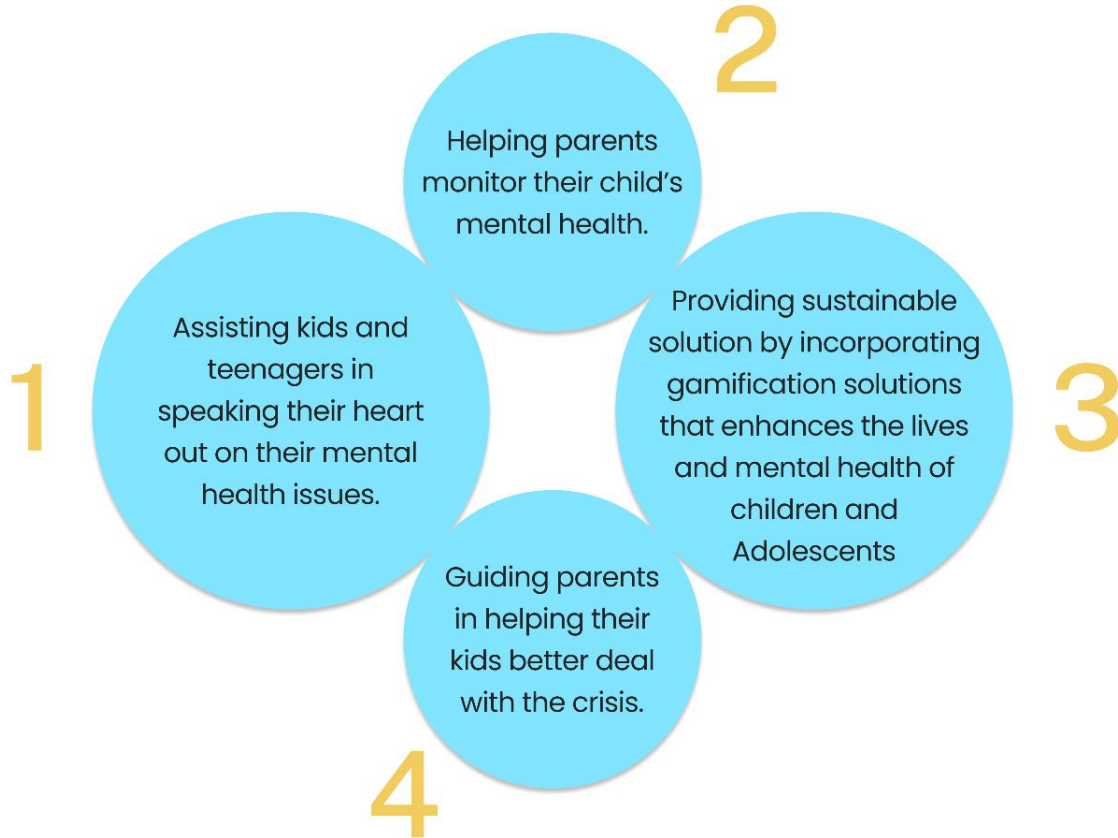 1
Assisting kids and
teenagers in
speaking their heart
out on their mental
health issues.
2
Helping parents
monitor their child's
mental health.
3
Providing sustainable
solution by incorporating
gamification solutions
that enhances the lives
and mental health of
children and
Adolescents
4
Guiding parents
in helping their
kids better deal
with the crisis.